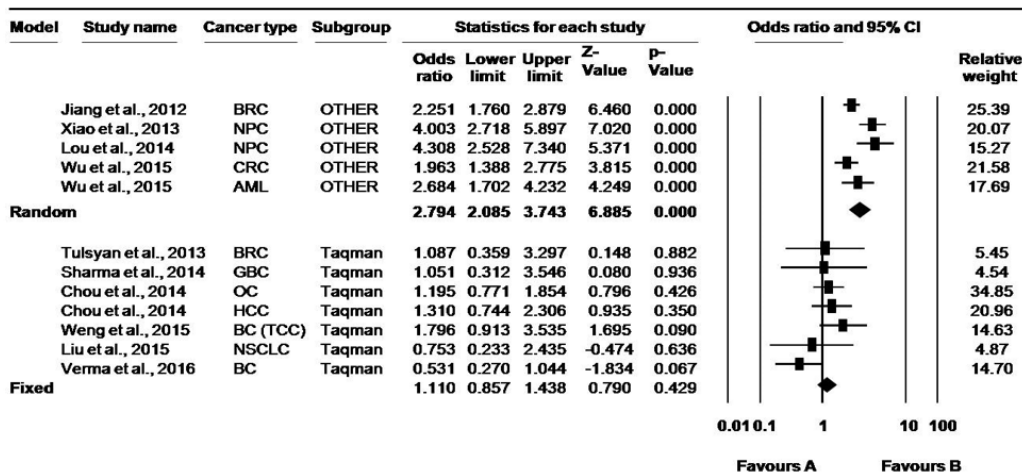 Model Study name Cancer type Subgroup Statistics for each study Odds ratio and 95% CI
Odds ratio Lower limit Upper limit Z-Value p-Value Relative weight
Jiang et al., 2012 BRC OTHER 2.251 1.760 2.879 6.460 0.000 25.39
Xiao et al., 2013 NPC OTHER 4.003 2.718 5.897 7.020 0.000 20.07
Lou et al., 2014 NPC OTHER 4.308 2.528 7.340 5.371 0.000 15.27
Wu et al., 2015 CRC OTHER 1.963 1.388 2.775 3.815 0.000 21.58
Wu et al., 2015 AML OTHER 2.684 1.702 4.232 4.249 0.000 17.69
Random 2.794 2.085 3.743 6.885 0.000
Tulsyan et al., 2013 BRC Taqman 1.087 0.359 3.297 0.148 0.882 5.45
Sharma et al., 2014 GBC Taqman 1.051 0.312 3.546 0.080 0.936 4.54
Chou et al., 2014 OC Taqman 1.195 0.771 1.854 0.796 0.426 34.85
Chou et al., 2014 HCC Taqman 1.310 0.744 2.306 0.935 0.350 20.96
Weng et al., 2015 BC (TCC) Taqman 1.796 0.913 3.535 1.695 0.090 14.63
Liu et al., 2015 NSCLC Taqman 0.753 0.233 2.435 -0.474 0.636 4.87
Verma et al., 2016 BC Taqman 0.531 0.270 1.044 -1.834 0.067 14.70
Fixed 1.110 0.857 1.438 0.790 0.429
0.01 0.1 1 10 100
Favours A Favours B